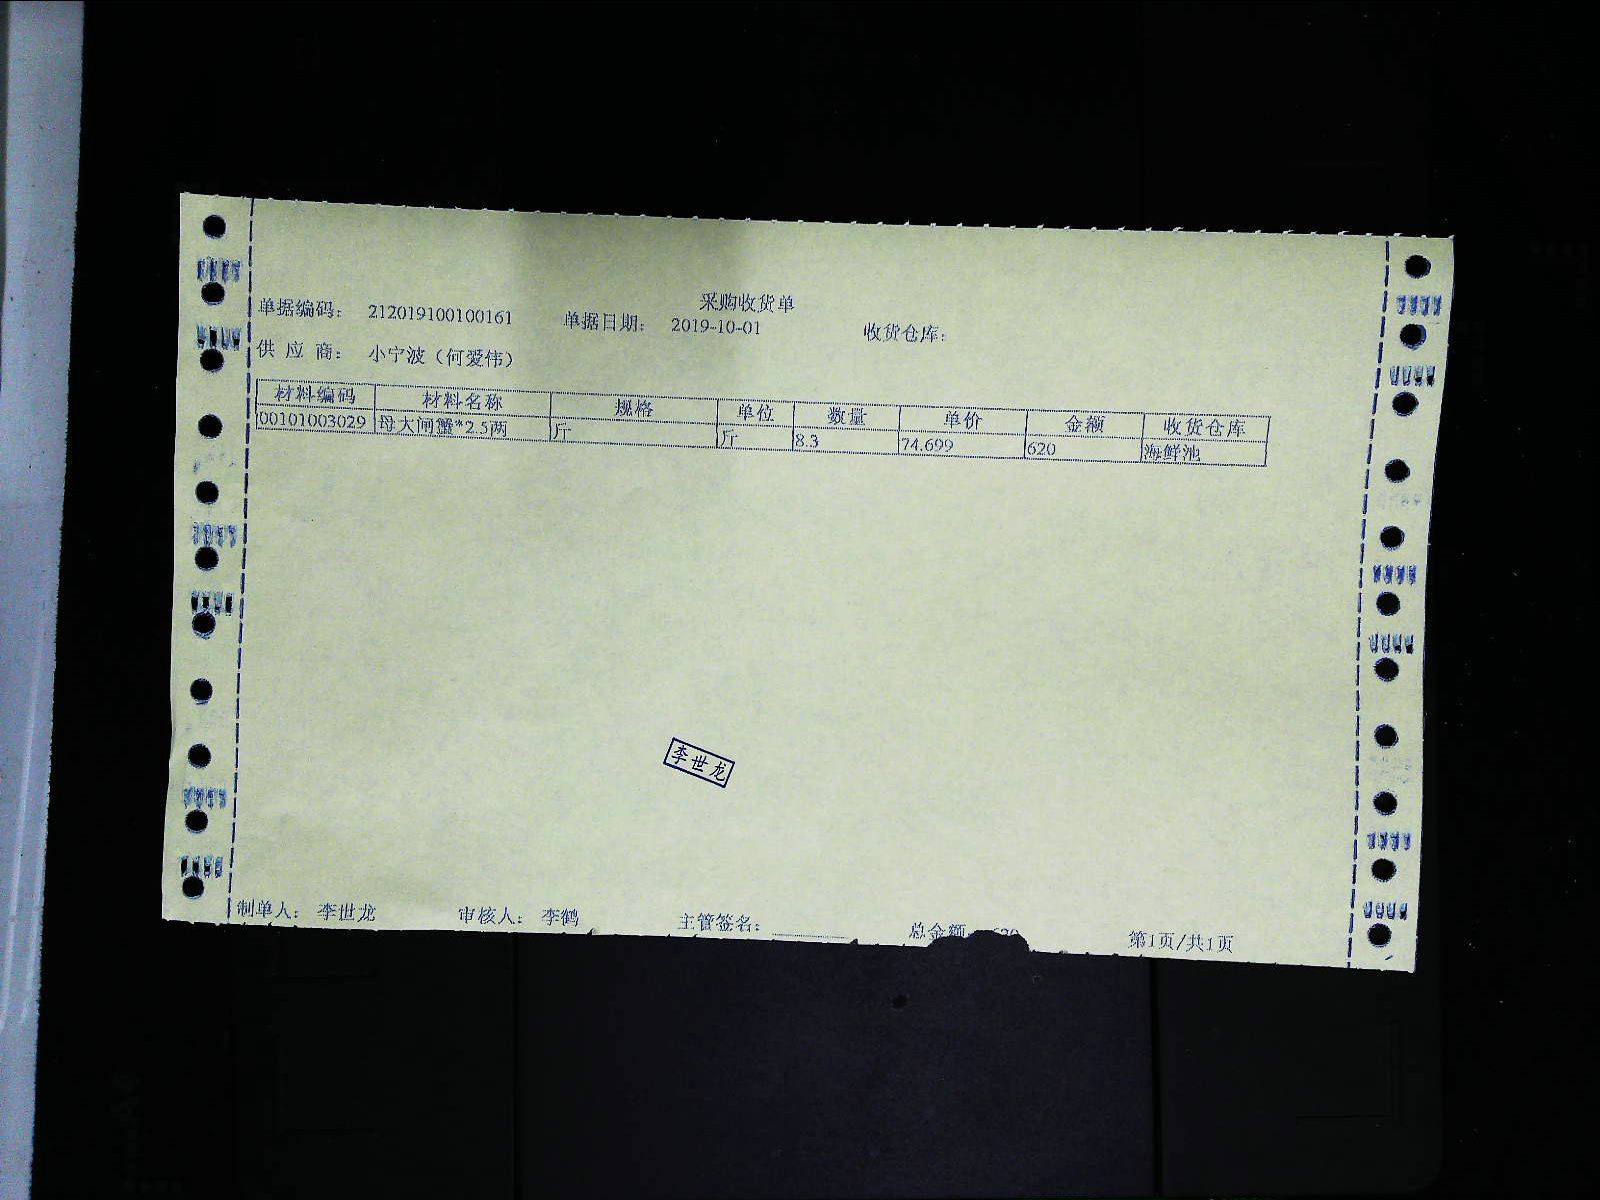 采购收货单
单据编码： 212019100100161 单据日期： 2019-10-01 收货仓库：
供 应 商： 小宁波（何爱伟）
材料编码 材料名称 规格 单位 数量 单价 金额 收货仓库
00101003029 母大闸蟹*2.5两 斤 斤 8.3 74.699 620 海鲜池
李世龙
制单人： 李世龙 审核人： 李鹤 主管签名： 总金额 620 第1页/共1页